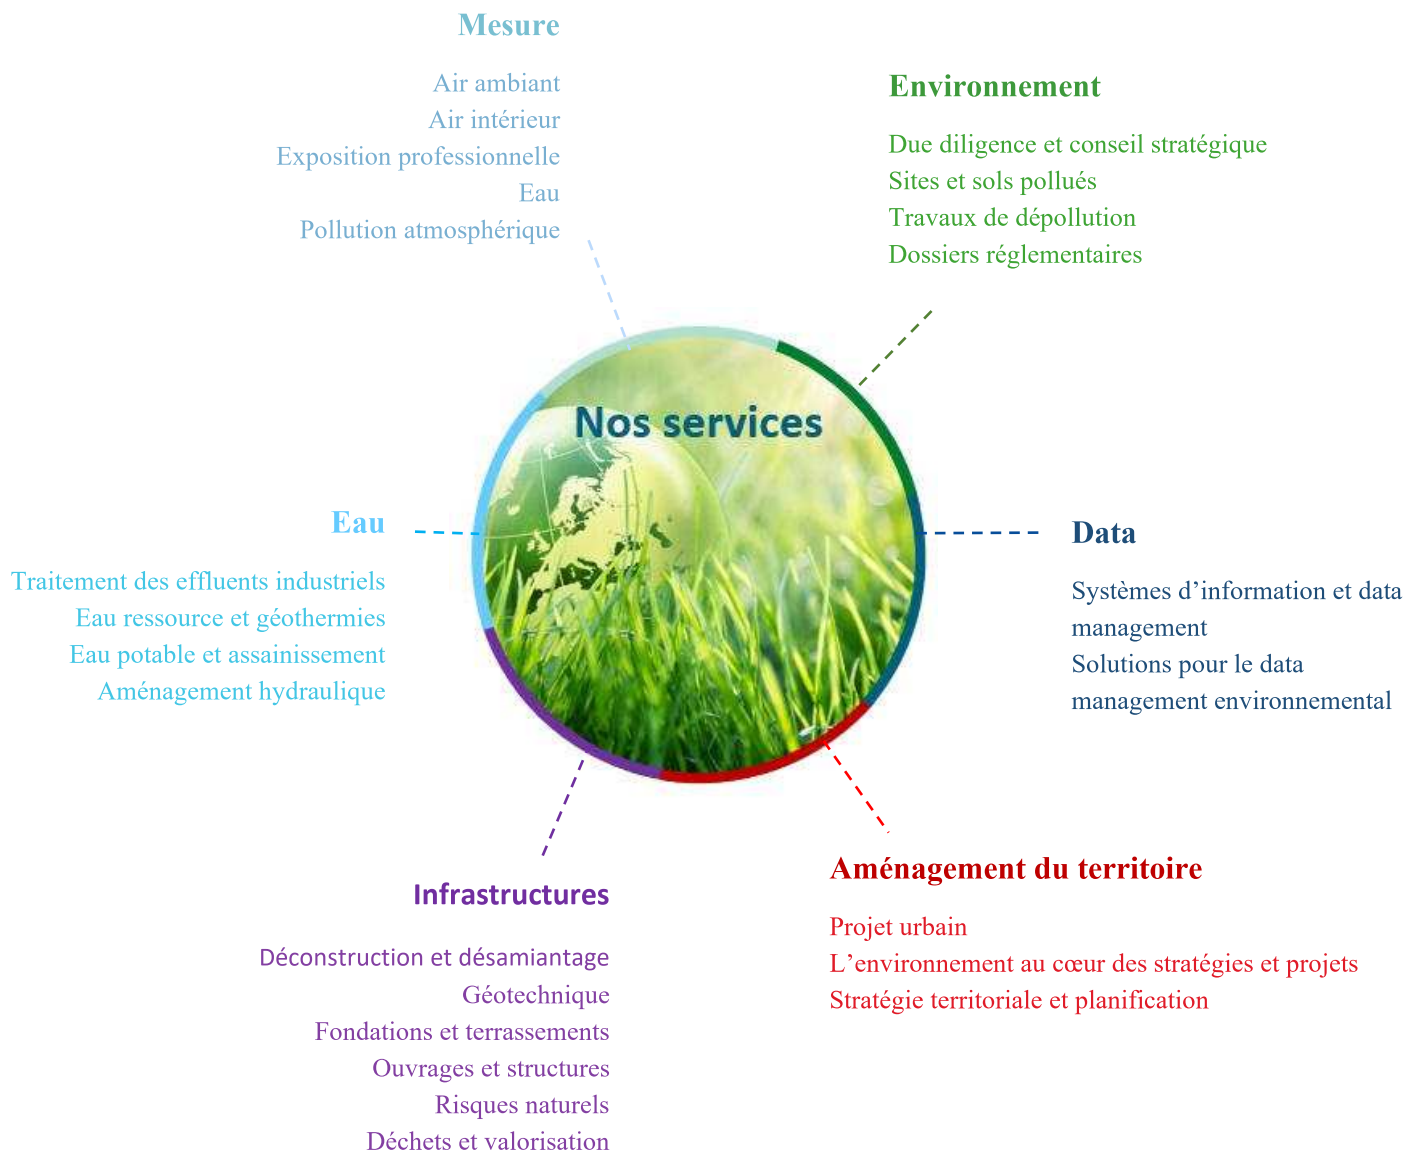 Mesure
Air ambiant
Air intérieur
Exposition professionnelle
Eau
Pollution atmosphérique
Environnement
Due diligence et conseil stratégique
Sites et sols pollués
Travaux de dépollution
Dossiers réglementaires
Nos services
Eau
Traitement des effluents industriels
Eau ressource et géothermies
Eau potable et assainissement
Aménagement hydraulique
Data
Systèmes d’information et data
management
Solutions pour le data
management environnemental
Infrastructures
Déconstruction et désamiantage
Géotechnique
Fondations et terrassements
Ouvrages et structures
Risques naturels
Déchets et valorisation
Aménagement du territoire
Projet urbain
L’environnement au cœur des stratégies et projets
Stratégie territoriale et planification